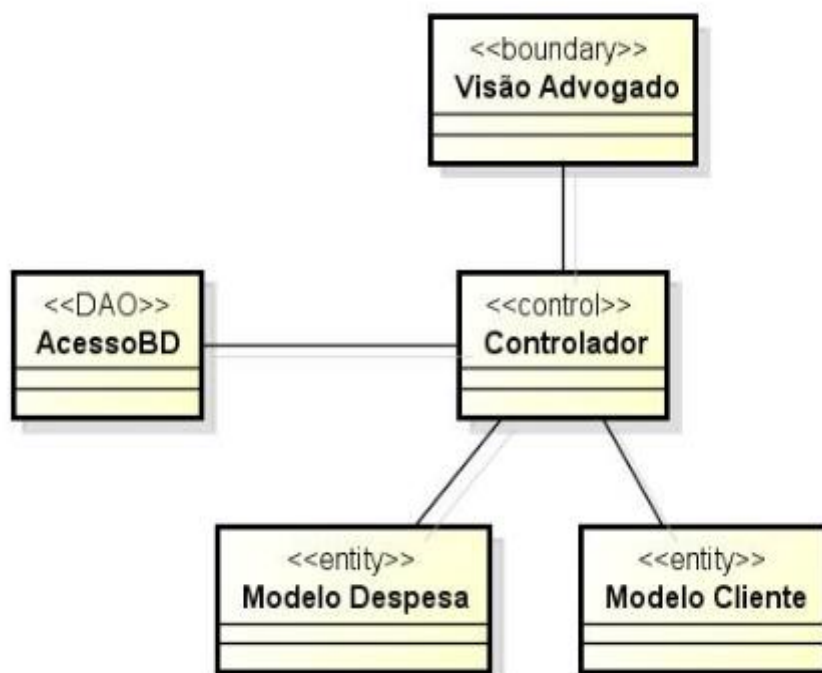 <<boundary>>
Visão Advogado
<<DAO>>
AcessoBD
<<control>>
Controlador
<<entity>>
Modelo Despesa
<<entity>>
Modelo Cliente